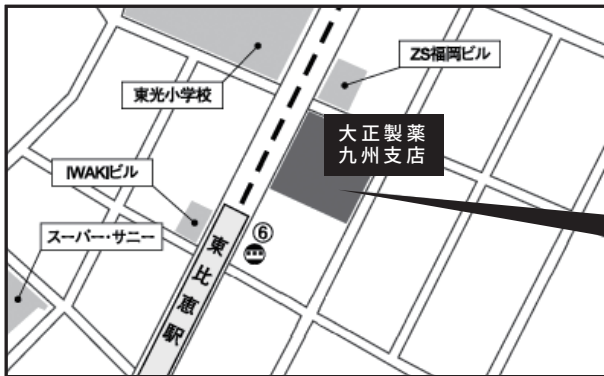 ZS福岡ビル
東光小学校
大正製薬
九州支店
IWAKIビル
スーパー・サニー
⑥
東比恵駅